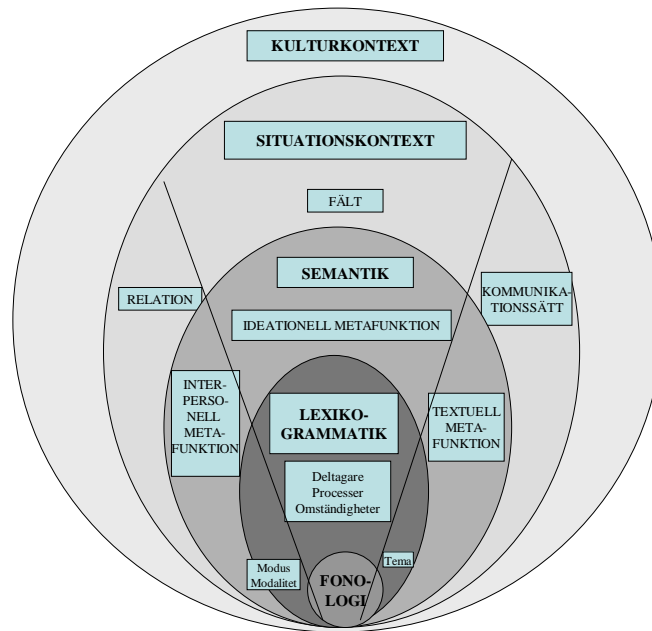 KULTURKONTEXT
SITUATIONSKONTEXT
FÄLT
SEMANTIK
RELATION
KOMMUNIKA-
TIONSSÄTT
IDEATIONELL METAFUNKTION
INTER-
PERSO-
NELL
META-
FUNKTION
LEXIKO-
GRAMMATIK
TEXTUELL
META-
FUNKTION
Deltagare
Processer
Omständigheter
Modus
Modalitet
Tema
FONO-
LOGI